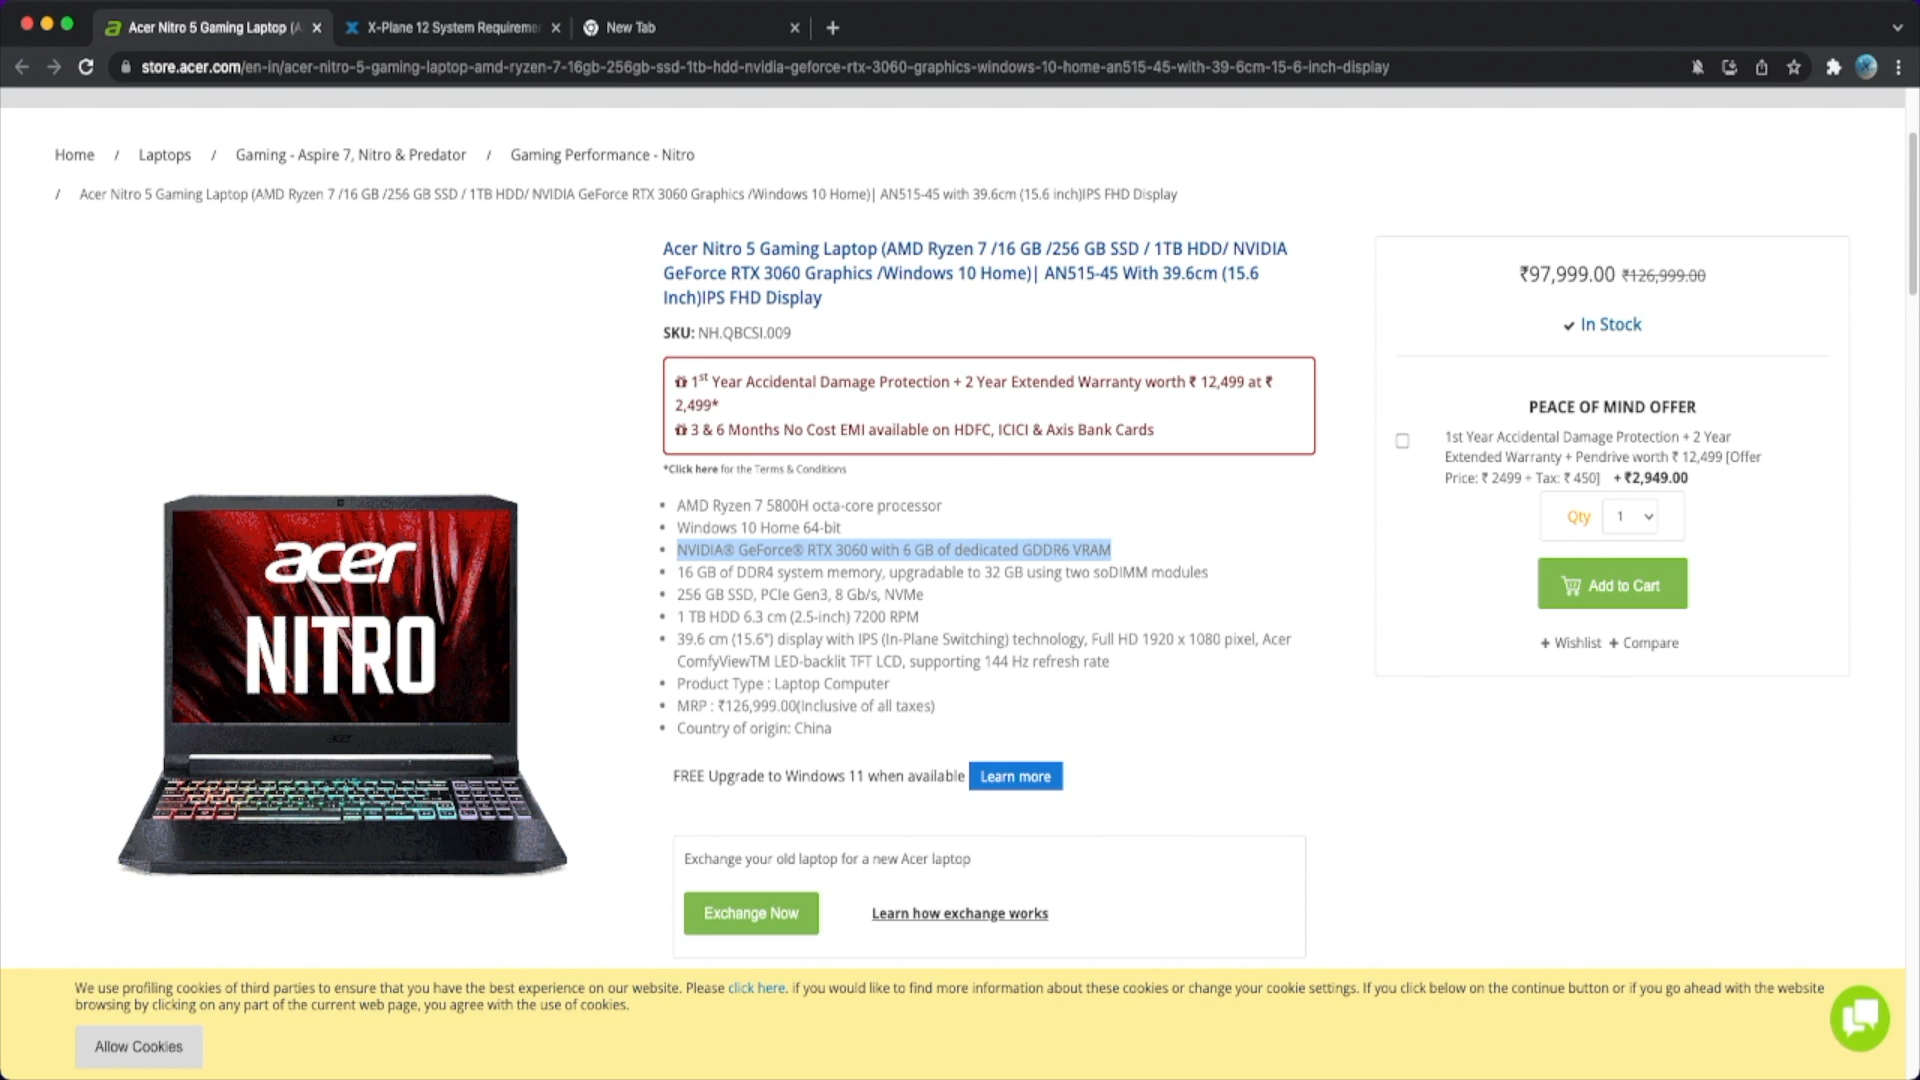 Acer Nitro 5 Gaming Laptop (A
X-Plane 12 System Requireme
New Tab
store.acer.com/en-in/acer-nitro-5-gaming-laptop-amd-ryzen-7-16gb-256gb-ssd-1tb-hdd-nvidia-geforce-rtx-3060-graphics-windows-10-home-an515-45-with-39-6cm-15-6-inch-display
Home / Laptops / Gaming - Aspire 7, Nitro & Predator / Gaming Performance - Nitro
/ Acer Nitro 5 Gaming Laptop (AMD Ryzen 7 /16 GB /256 GB SSD / 1TB HDD/ NVIDIA GeForce RTX 3060 Graphics /Windows 10 Home)| AN515-45 with 39.6cm (15.6 inch)IPS FHD Display
acer
NITRO
acer
Acer Nitro 5 Gaming Laptop (AMD Ryzen 7 /16 GB /256 GB SSD / 1TB HDD/ NVIDIA
GeForce RTX 3060 Graphics /Windows 10 Home)| AN515-45 With 39.6cm (15.6
Inch)IPS FHD Display
SKU: NH.QBCSI.009
1st Year Accidental Damage Protection + 2 Year Extended Warranty worth ₹ 12,499 at ₹
2,499*
3 & 6 Months No Cost EMI available on HDFC, ICICI & Axis Bank Cards
*Click here for the Terms & Conditions
• AMD Ryzen 7 5800H octa-core processor
• Windows 10 Home 64-bit
• NVIDIA® GeForce® RTX 3060 with 6 GB of dedicated GDDR6 VRAM
• 16 GB of DDR4 system memory, upgradable to 32 GB using two soDIMM modules
• 256 GB SSD, PCIe Gen3, 8 Gb/s, NVMe
• 1 TB HDD 6.3 cm (2.5-inch) 7200 RPM
• 39.6 cm (15.6") display with IPS (In-Plane Switching) technology, Full HD 1920 x 1080 pixel, Acer
ComfyViewTM LED-backlit TFT LCD, supporting 144 Hz refresh rate
• Product Type : Laptop Computer
• MRP : ₹126,999.00(Inclusive of all taxes)
• Country of origin: China
FREE Upgrade to Windows 11 when available Learn more
Exchange your old laptop for a new Acer laptop
Exchange Now Learn how exchange works
₹97,999.00 ₹126,999.00
✓ In Stock
PEACE OF MIND OFFER
1st Year Accidental Damage Protection + 2 Year
Extended Warranty + Pendrive worth ₹ 12,499 [Offer
Price: ₹ 2499 + Tax: ₹ 450] +₹2,949.00
Qty 1
Add to Cart
+ Wishlist + Compare
We use profiling cookies of third parties to ensure that you have the best experience on our website. Please click here. if you would like to find more information about these cookies or change your cookie settings. If you click below on the continue button or if you go ahead with the website
browsing by clicking on any part of the current web page, you agree with the use of cookies.
Allow Cookies